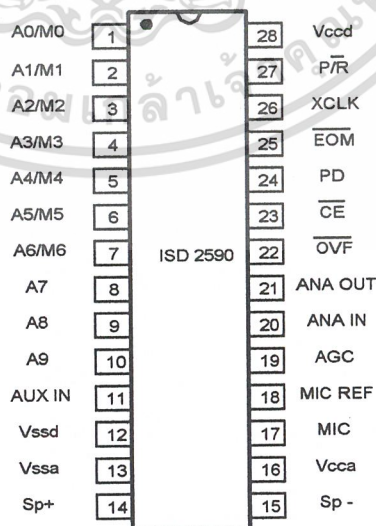 A0/M0 1 28 Vccd
A1/M1 2 27 P/R̅
A2/M2 3 26 XCLK
A3/M3 4 25 E̅O̅M̅
A4/M4 5 24 PD
A5/M5 6 23 C̅E̅
A6/M6 7 ISD 2590 22 O̅V̅F̅
A7 8 21 ANA OUT
A8 9 20 ANA IN
A9 10 19 AGC
AUX IN 11 18 MIC REF
Vssd 12 17 MIC
Vssa 13 16 Vcca
Sp+ 14 15 Sp -